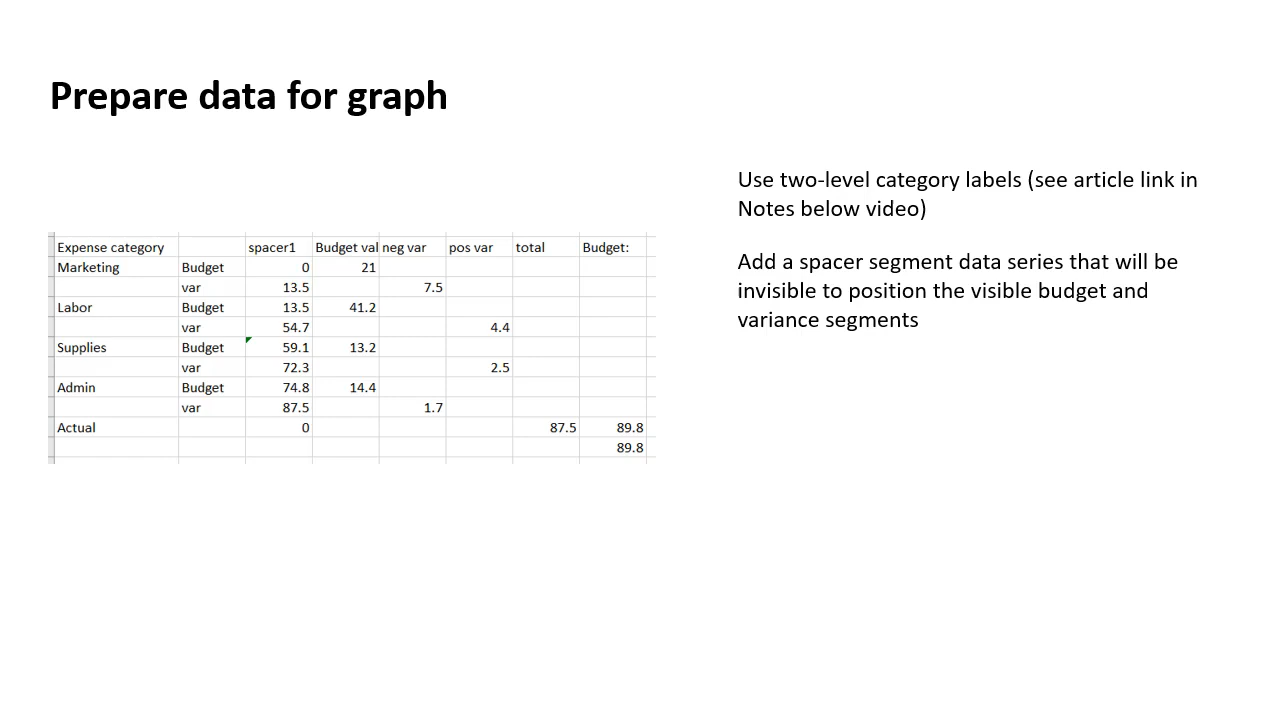 Prepare data for graph
Use two-level category labels (see article link in
Notes below video)
Add a spacer segment data series that will be
invisible to position the visible budget and
variance segments
Expense category spacer1 Budget val neg var pos var total Budget:
Marketing Budget 0 21
var 13.5 7.5
Labor Budget 13.5 41.2
var 54.7 4.4
Supplies Budget 59.1 13.2
var 72.3 2.5
Admin Budget 74.8 14.4
var 87.5 1.7
Actual 0 87.5 89.8
89.8